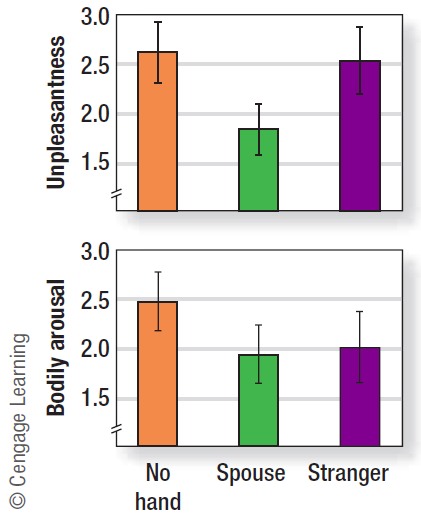 3.0
2.5
2.0
1.5
Unpleasantness
3.0
2.5
2.0
1.5
Bodily arousal
No
hand
Spouse
Stranger
© Cengage Learning